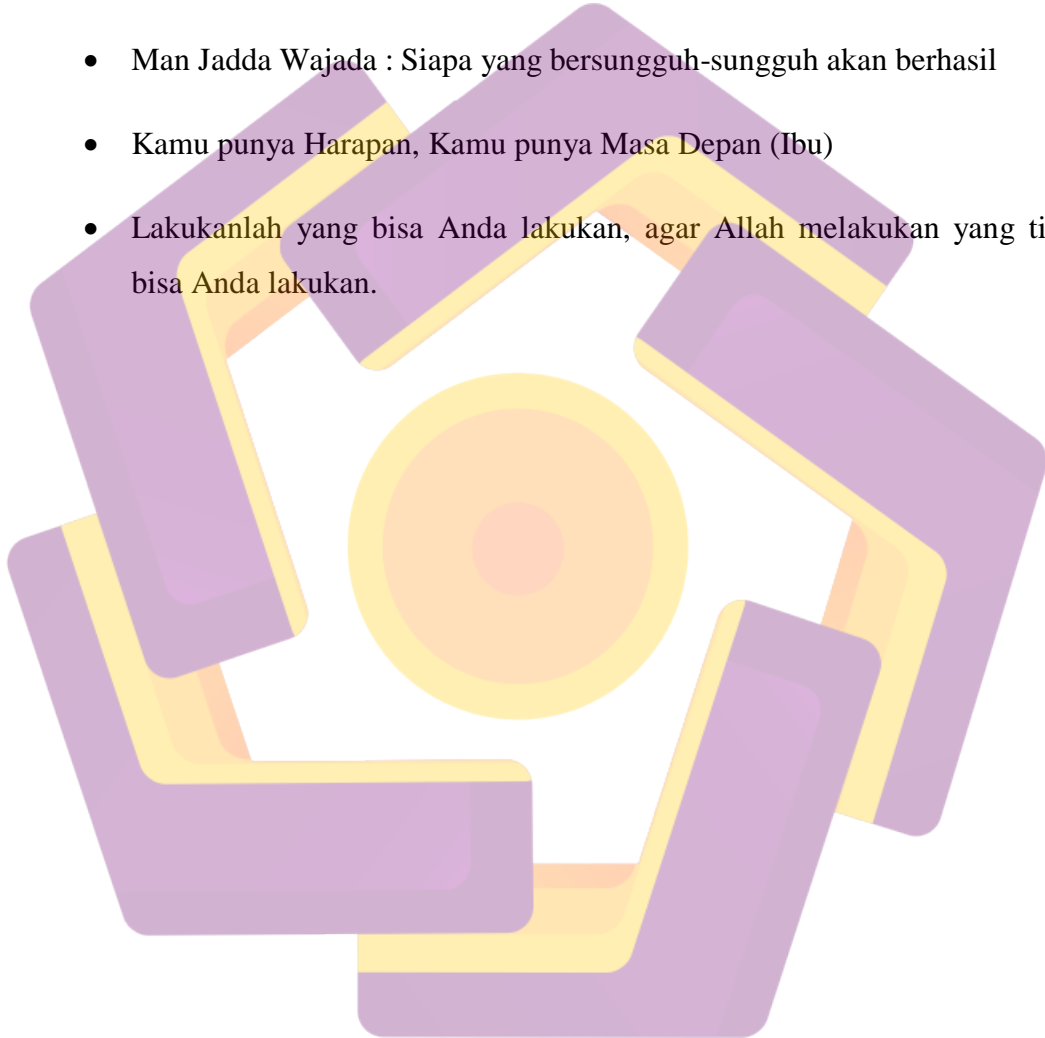 • Man Jadda Wajada : Siapa yang bersungguh-sungguh akan berhasil
• Kamu punya Harapan, Kamu punya Masa Depan (Ibu)
• Lakukanlah yang bisa Anda lakukan, agar Allah melakukan yang ti
bisa Anda lakukan.